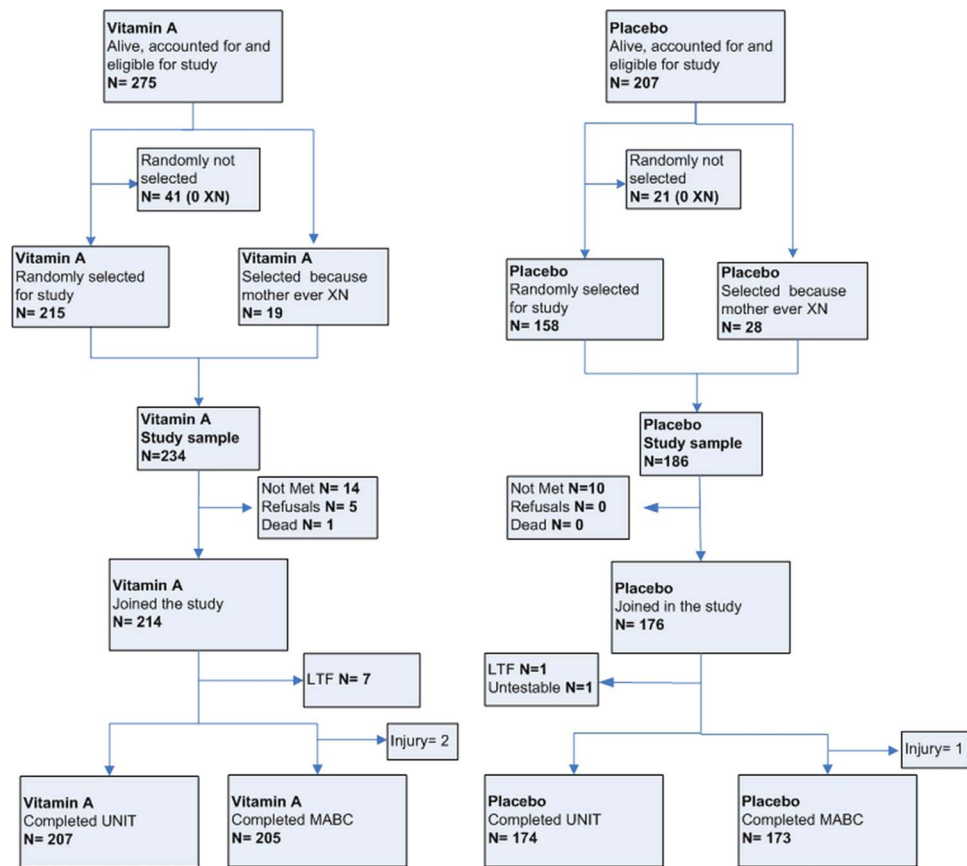 Vitamin A
Alive, accounted for and
eligible for study
N= 275
Randomly not
selected
N= 41 (0 XN)
Vitamin A
Randomly selected
for study
N= 215
Vitamin A
Selected because
mother ever XN
N= 19
Vitamin A
Study sample
N=234
Not Met N= 14
Refusals N= 5
Dead N= 1
Vitamin A
Joined the study
N= 214
LTF N= 7
Injury= 2
Vitamin A
Completed UNIT
N= 207
Vitamin A
Completed MABC
N= 205
Placebo
Alive, accounted for and
eligible for study
N= 207
Randomly not
selected
N= 21 (0 XN)
Placebo
Randomly selected for
study
N= 158
Placebo
Selected because
mother ever XN
N= 28
Placebo
Study sample
N=186
Not Met N=10
Refusals N= 0
Dead N= 0
Placebo
Joined in the study
N= 176
LTF N=1
Untestable N=1
Injury= 1
Placebo
Completed UNIT
N= 174
Placebo
Completed MABC
N= 173